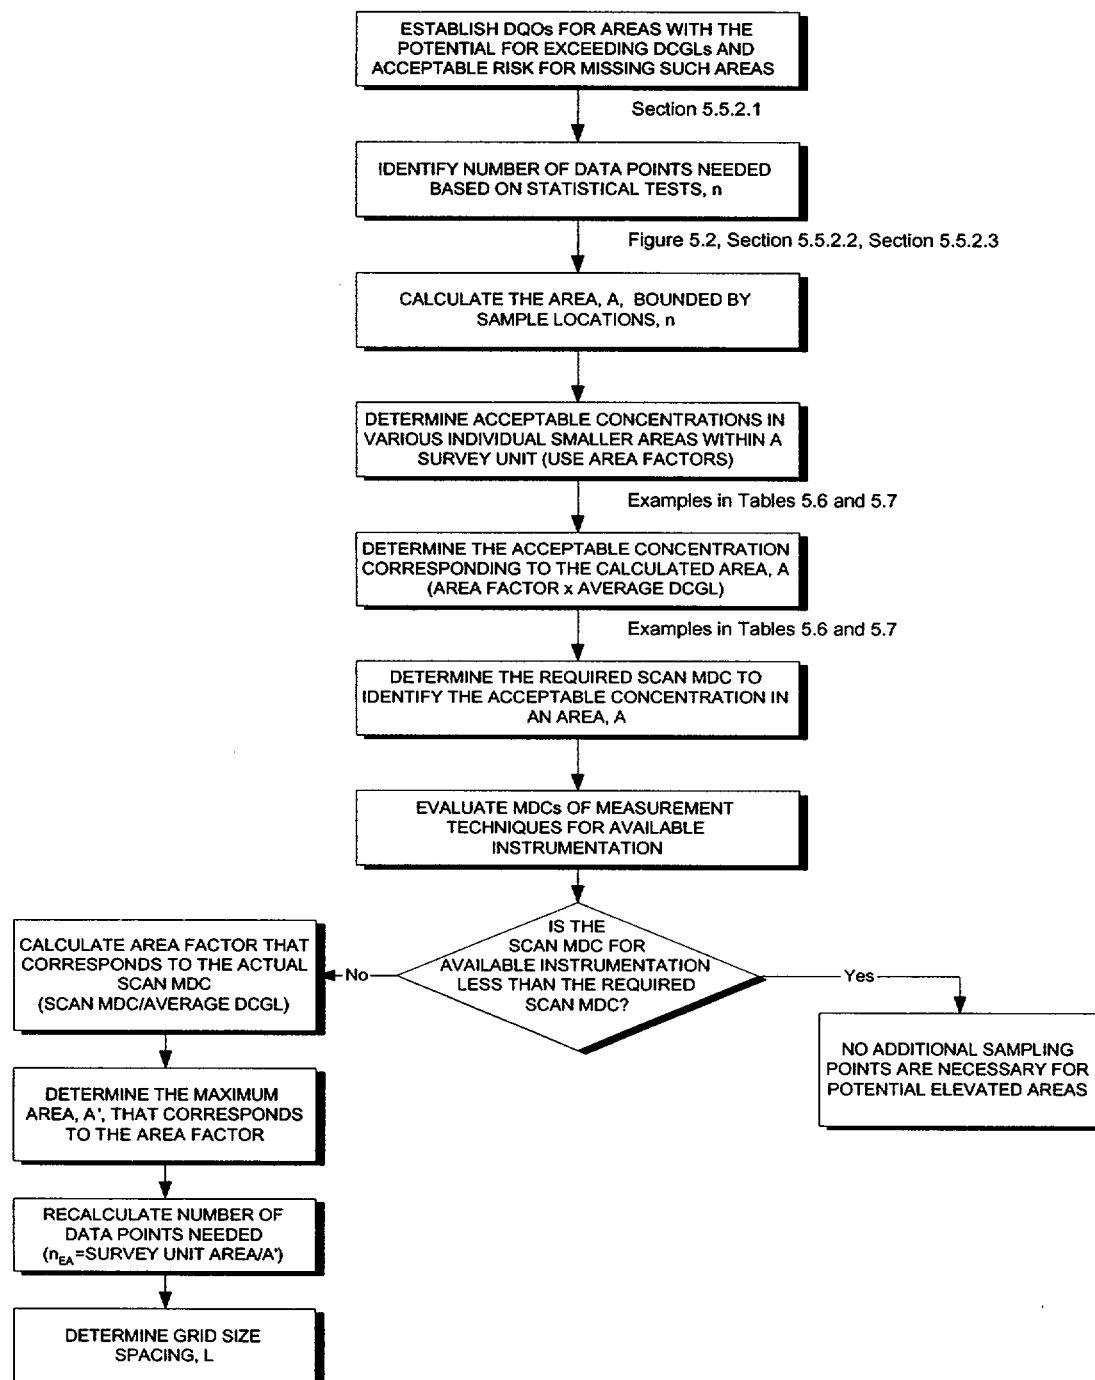 ESTABLISH DQOs FOR AREAS WITH THE
POTENTIAL FOR EXCEEDING DCGLs AND
ACCEPTABLE RISK FOR MISSING SUCH AREAS
Section 5.5.2.1
IDENTIFY NUMBER OF DATA POINTS NEEDED
BASED ON STATISTICAL TESTS, n
Figure 5.2, Section 5.5.2.2, Section 5.5.2.3
CALCULATE THE AREA, A, BOUNDED BY
SAMPLE LOCATIONS, n
DETERMINE ACCEPTABLE CONCENTRATIONS IN
VARIOUS INDIVIDUAL SMALLER AREAS WITHIN A
SURVEY UNIT (USE AREA FACTORS)
Examples in Tables 5.6 and 5.7
DETERMINE THE ACCEPTABLE CONCENTRATION
CORRESPONDING TO THE CALCULATED AREA, A
(AREA FACTOR x AVERAGE DCGL)
Examples in Tables 5.6 and 5.7
DETERMINE THE REQUIRED SCAN MDC TO
IDENTIFY THE ACCEPTABLE CONCENTRATION IN
AN AREA, A
EVALUATE MDCs OF MEASUREMENT
TECHNIQUES FOR AVAILABLE
INSTRUMENTATION
IS THE
SCAN MDC FOR
AVAILABLE INSTRUMENTATION
LESS THAN THE REQUIRED
SCAN MDC?
No
Yes
CALCULATE AREA FACTOR THAT
CORRESPONDS TO THE ACTUAL
SCAN MDC
(SCAN MDC/AVERAGE DCGL)
NO ADDITIONAL SAMPLING
POINTS ARE NECESSARY FOR
POTENTIAL ELEVATED AREAS
DETERMINE THE MAXIMUM
AREA, A', THAT CORRESPONDS
TO THE AREA FACTOR
RECALCULATE NUMBER OF
DATA POINTS NEEDED
(nEA=SURVEY UNIT AREA/A')
DETERMINE GRID SIZE
SPACING, L